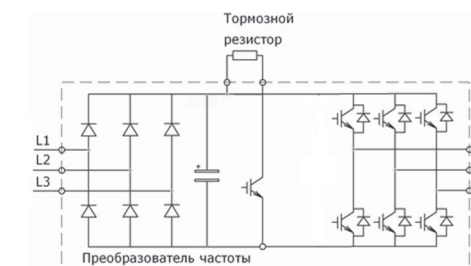 Тормозной
резистор
L1
L2
L3
+
Преобразователь частоты